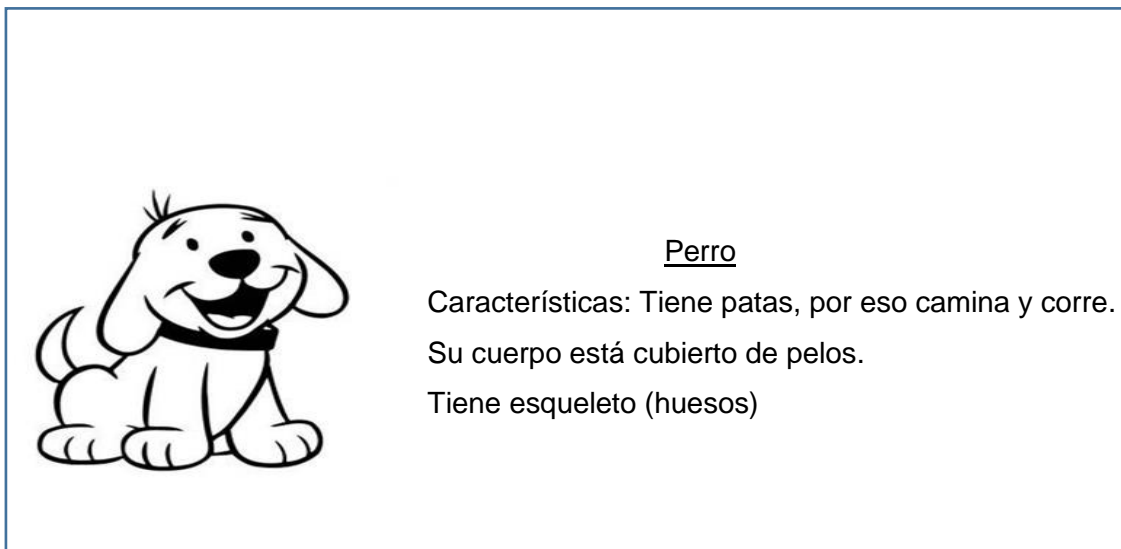 Perro
Características: Tiene patas, por eso camina y corre.
Su cuerpo está cubierto de pelos.
Tiene esqueleto (huesos)